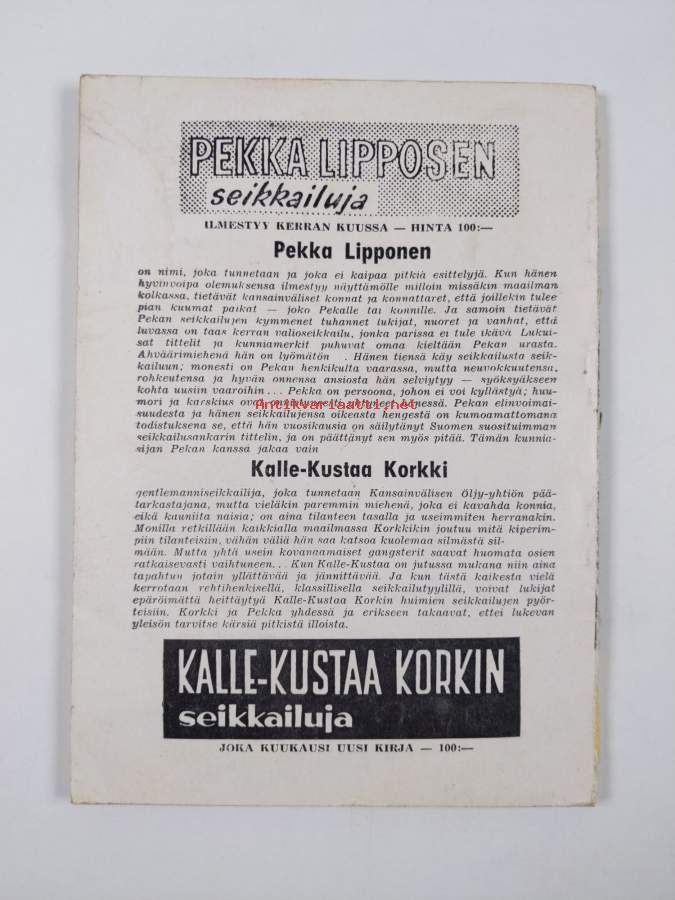 PEKKA LIPPOSEN
seikkailuja
ILMESTYY KERRAN KUUSSA — HINTA 100:—
Pekka Lipponen
on nimi, joka tunnetaan ja joka ei kaipaa pitkiä esittelyjä. Kun hänen
hyvinvoipa olemuksensa ilmestyy näyttämölle milloin missäkin maailman
kolkassa, tietävät kansainväliset konnat ja konnattaret, että joillekin tulee
pian kuumat paikat — joko Pekalle tai konnille. Ja samoin tietävät
Pekan seikkailujen kymmenet tuhannet lukijat, nuoret ja vanhat, että
luvassa on taas kerran valioseikkailu, jonka parissa ei tule ikävä Lukui-
sat tittelit ja kunniamerkit puhuvat omaa kieltään Pekan urasta.
Ahväärimiehenä hän on lyömätön . Hänen tiensä käy seikkailusta seik-
kailuun; monesti on Pekan henkikulta vaarassa, mutta neuvokkuutensa,
rohkeutensa ja hyvän onnensa ansiosta hän selviytyy — syöksyäkseen
kohta uusiin vaaroihin... Pekka on persoona, johon ei voi kyllästyä; huu-
mori ja karskius ovat yhtyneet hänessä. Pekan elinvoimai-
suudesta ja hänen seikkailujensa oikeasta hengestä on kumoamattomana
todistuksena se, että hän vuosikausia on säilytänyt Suomen suosituimman
seikkailusankarin tittelin, ja on päättänyt sen myös pitää. Tämän kunnia-
sijan Pekan kanssa jakaa vain
Antikvariaatti.net
Kalle-Kustaa Korkki
gentlemanniseikkailija, joka tunnetaan Kansainvälisen Öljy-yhtiön pää-
tarkastajana, mutta vieläkin paremmin miehenä, joka ei kavahda konnia,
eikä kauniita naisia; on aina tilanteen tasalla ja useimmiten herranakin.
Monilla retkillään kaikkialla maailmassa Korkkikin joutuu mitä kiperim-
piin tilanteisiin, vähän väliä hän saa katsoa kuolemaa silmästä sil-
mään. Mutta yhtä usein kovanaamaiset gangsterit saavat huomata osien
ratkaisevasti vaihtuneen... Kun Kalle-Kustaa on jutussa mukana niin aina
tapahtuu jotain yllättävää ja jännittävää. Ja kun tästä kaikesta vielä
kerrotaan rehtihenkisellä, klassillisella seikkailutyylillä, voivat lukijat
epäröimättä heittäytyä Kalle-Kustaa Korkin huimien seikkailujen pyör-
teisiin. Korkki ja Pekka yhdessä ja erikseen takaavat, ettei lukevan
yleisön tarvitse kärsiä pitkistä illoista.
KALLE-KUSTAA KORKIN
seikkailuja
JOKA KUUKAUSI UUSI KIRJA — 100:—